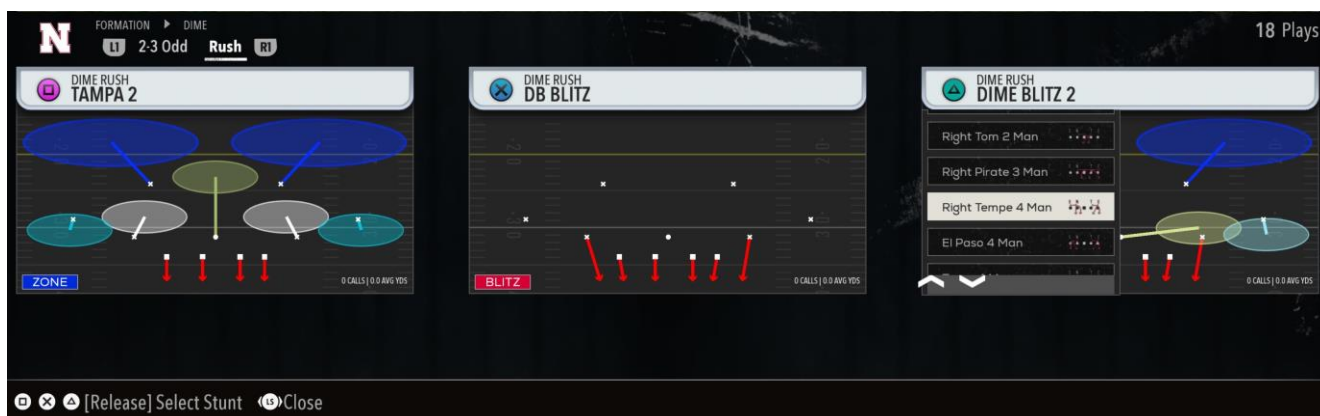 N
FORMATION ▶ DIME
L1 2-3 Odd Rush R1
18 Plays
DIME RUSH
TAMPA 2
ZONE
0 CALLS | 0.0 AVG YDS
DIME RUSH
DB BLITZ
BLITZ
0 CALLS | 0.0 AVG YDS
DIME RUSH
DIME BLITZ 2
Right Tom 2 Man
Right Pirate 3 Man
Right Tempe 4 Man
El Paso 4 Man
0 CALLS | 0.0 AVG YDS
[Release] Select Stunt LS Close